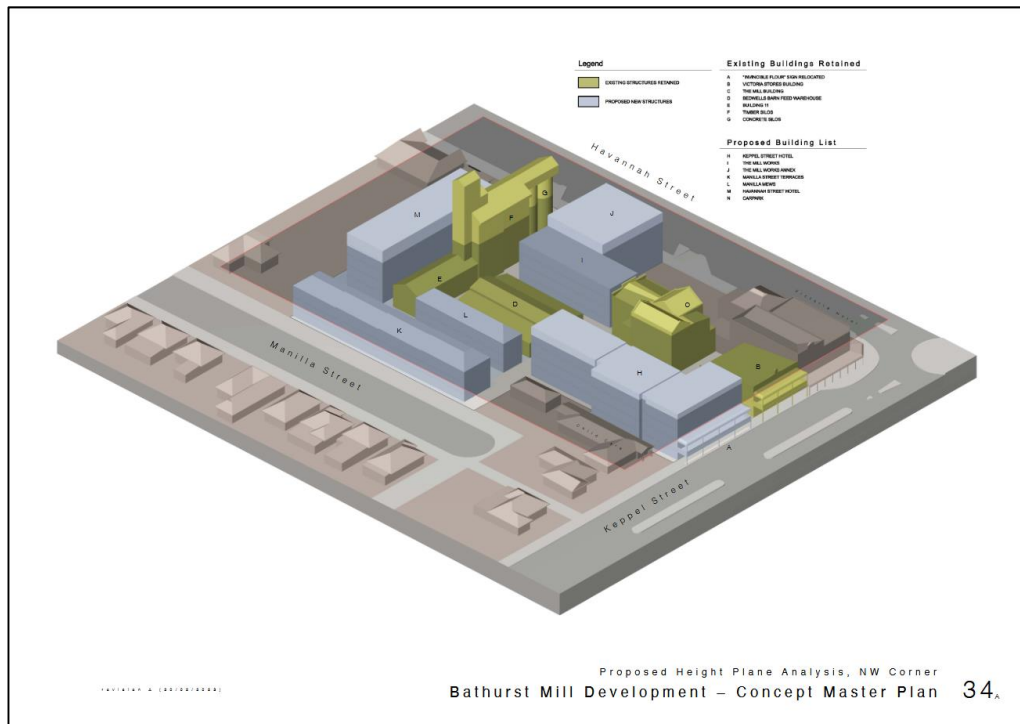 Legend
EXISTING STRUCTURES RETAINED
PROPOSED NEW STRUCTURES
Existing Buildings Retained
A "INVINCIBLE FLOUR" SIGN RELOCATED
B VICTORIA STORES BUILDING
C THE MILL BUILDING
D BEDWELLS BARN FEED WAREHOUSE
E BUILDING 11
F TIMBER SILOS
G CONCRETE SILOS
Proposed Building List
H KEPPEL STREET HOTEL
I THE MILL WORKS
J THE MILL WORKS ANNEX
K MANILLA STREET TERRACES
L MANILLA MEWS
M HAVANNAH STREET HOTEL
N CARPARK
Havannah Street
G
M
F
J
I
E
D
L
K
H
B
A
Manilla Street
Keppel Street
Proposed Height Plane Analysis, NW Corner
Bathurst Mill Development – Concept Master Plan 34A